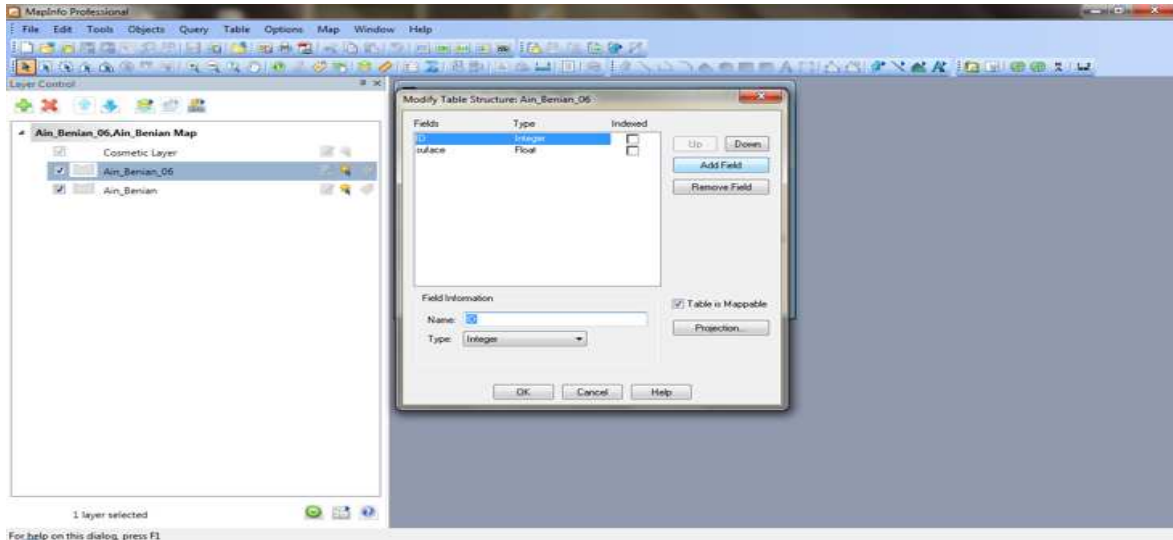 MapInfo Professional
File Edit Tools Objects Query Table Options Map Window Help
Layer Control
Ain_Benian_06,Ain_Benian Map
Cosmetic Layer
Ain_Benian_06
Ain_Benian
1 layer selected
For help on this dialog, press F1
Modify Table Structure: Ain_Benian_06
Fields Type Indexed
ID Integer
sulace Float
Up Down
Add Field
Remove Field
Field Information
Name: ID
Type: Integer
Table is Mappable
Projection...
OK Cancel Help